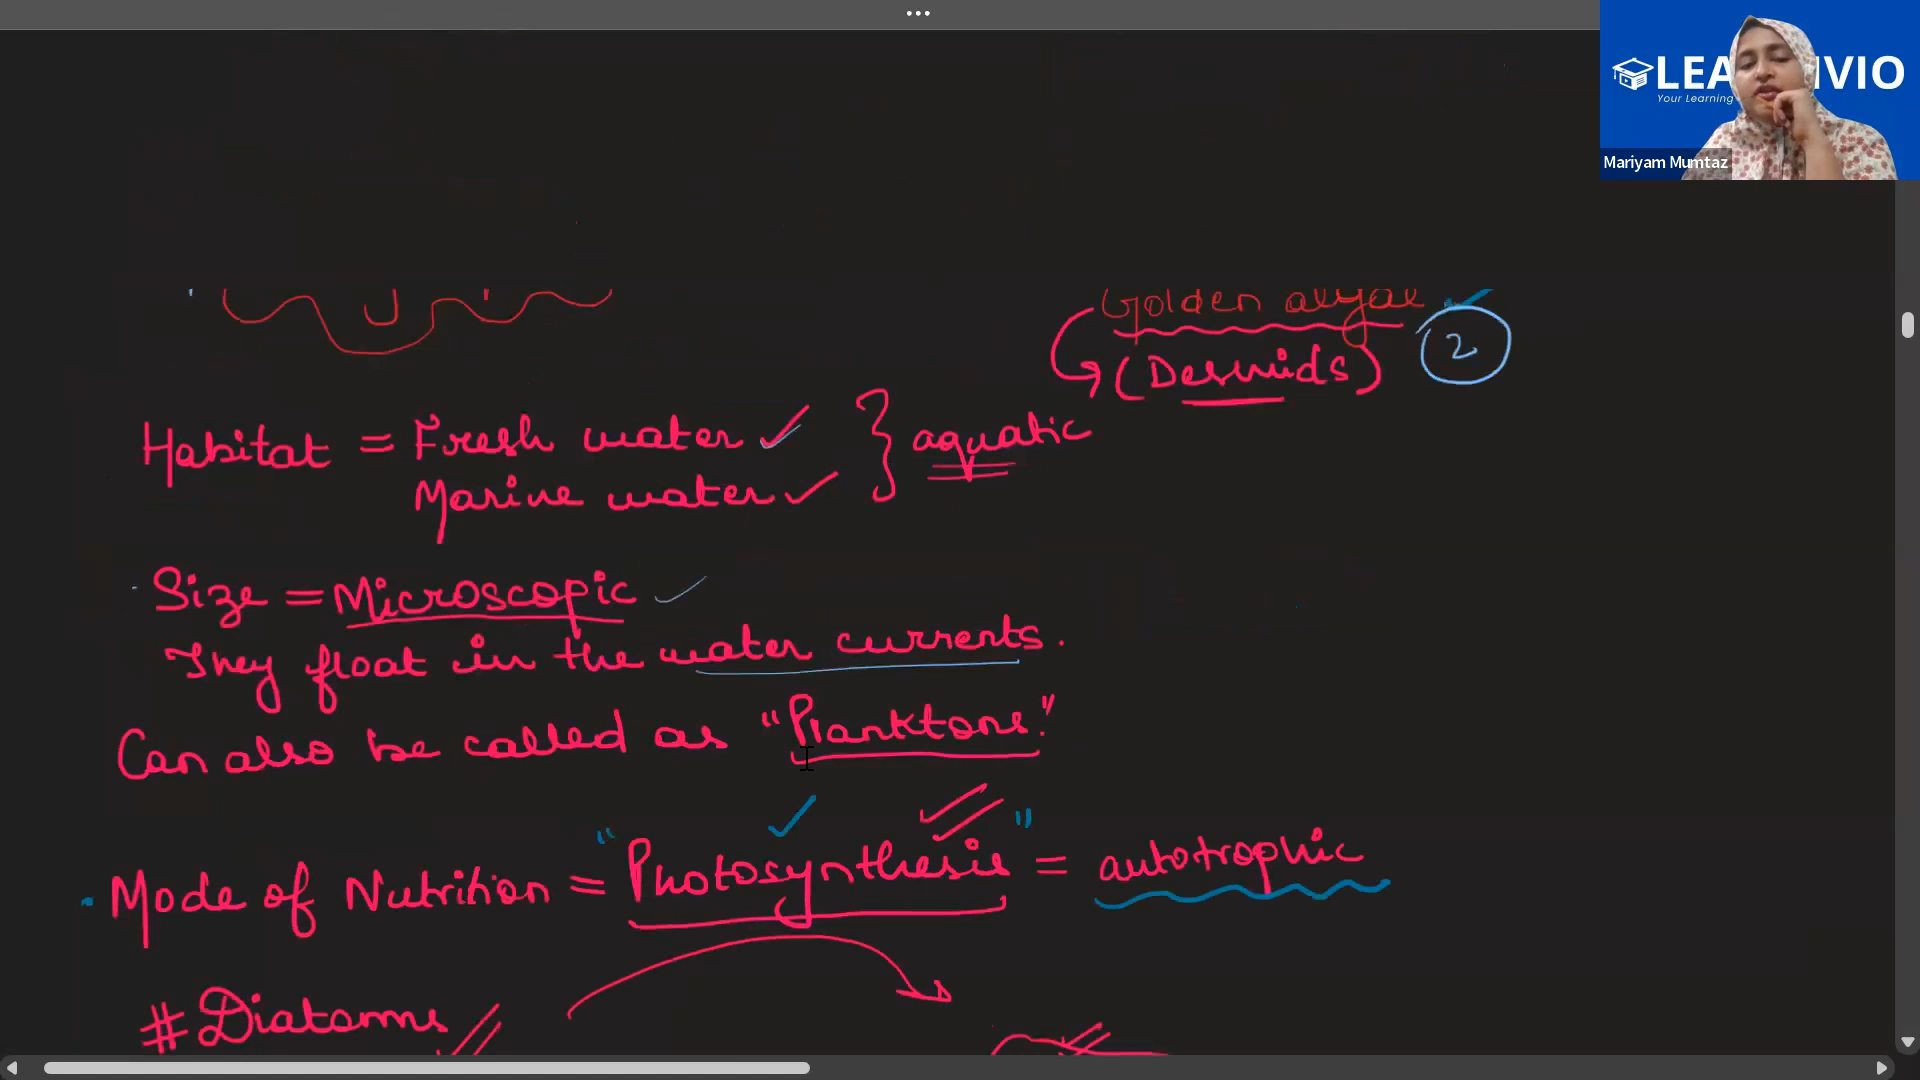 LEA VIO
Your Learning
Mariyam Mumtaz
Golden algae
(Desmids) 2
Habitat = Fresh water } aquatic
Marine water
Size = Microscopic
They float in the water currents.
Can also be called as "Planktons".
Mode of Nutrition = "Photosynthesis" = autotrophic
# Diatoms